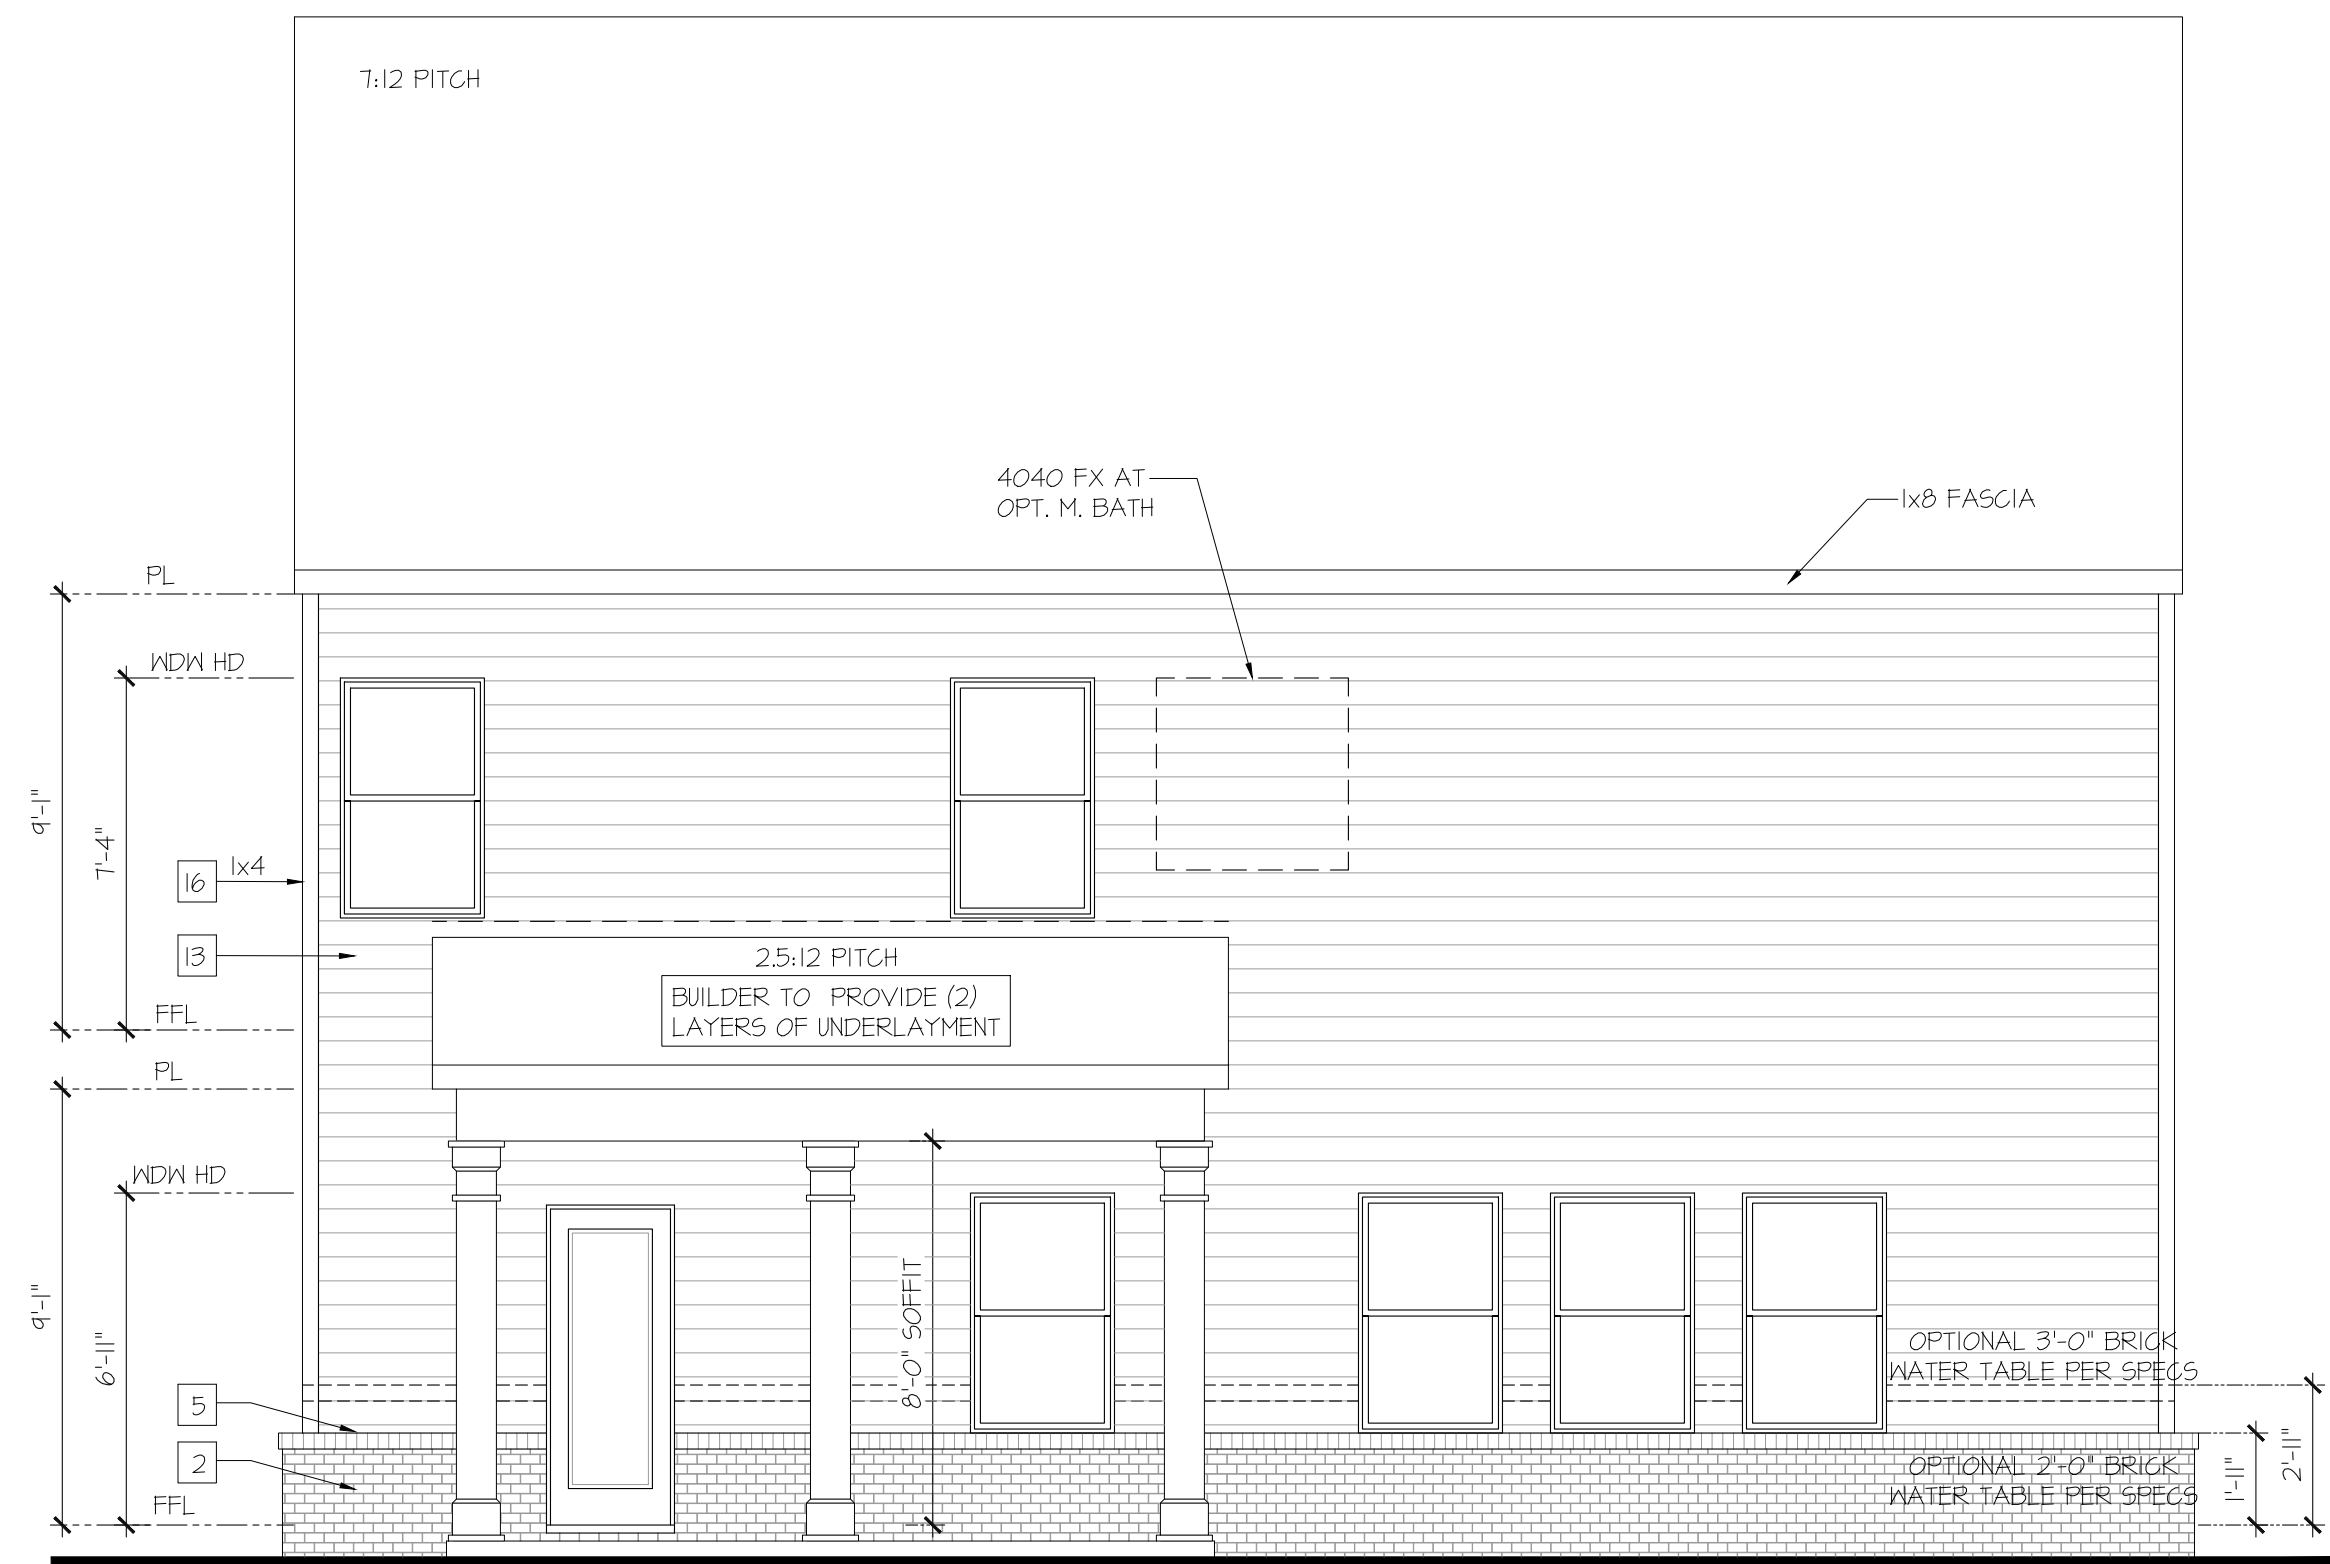 7:12 PITCH
4040 FX AT
OPT. M. BATH
1x8 FASCIA
PL
WDW HD
9'-1"
7'-4"
16
1x4
13
FFL
2.5:12 PITCH
BUILDER TO PROVIDE (2)
LAYERS OF UNDERLAYMENT
PL
WDW HD
9'-1"
6'-11"
8'-0" SOFFIT
OPTIONAL 3'-0" BRICK
WATER TABLE PER SPECS
5
2
OPTIONAL 2'-0" BRICK
WATER TABLE PER SPECS
1'-11"
2'-11"
FFL